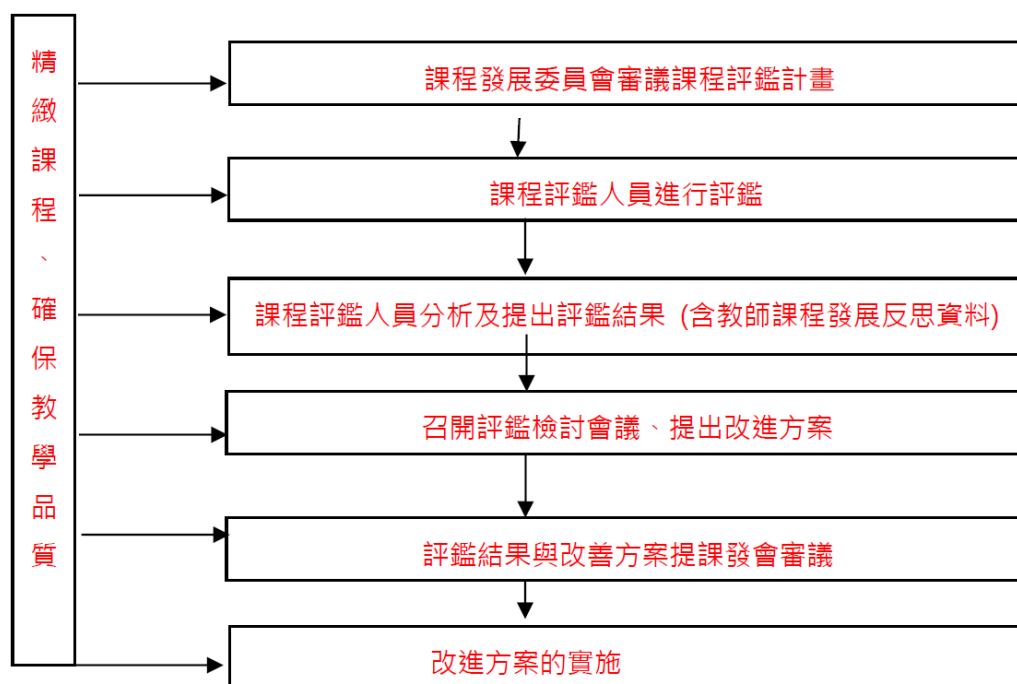 精緻課程、確保教學品質
課程發展委員會審議課程評鑑計畫
課程評鑑人員進行評鑑
課程評鑑人員分析及提出評鑑結果 (含教師課程發展反思資料)
召開評鑑檢討會議、提出改進方案
評鑑結果與改善方案提課發會審議
改進方案的實施